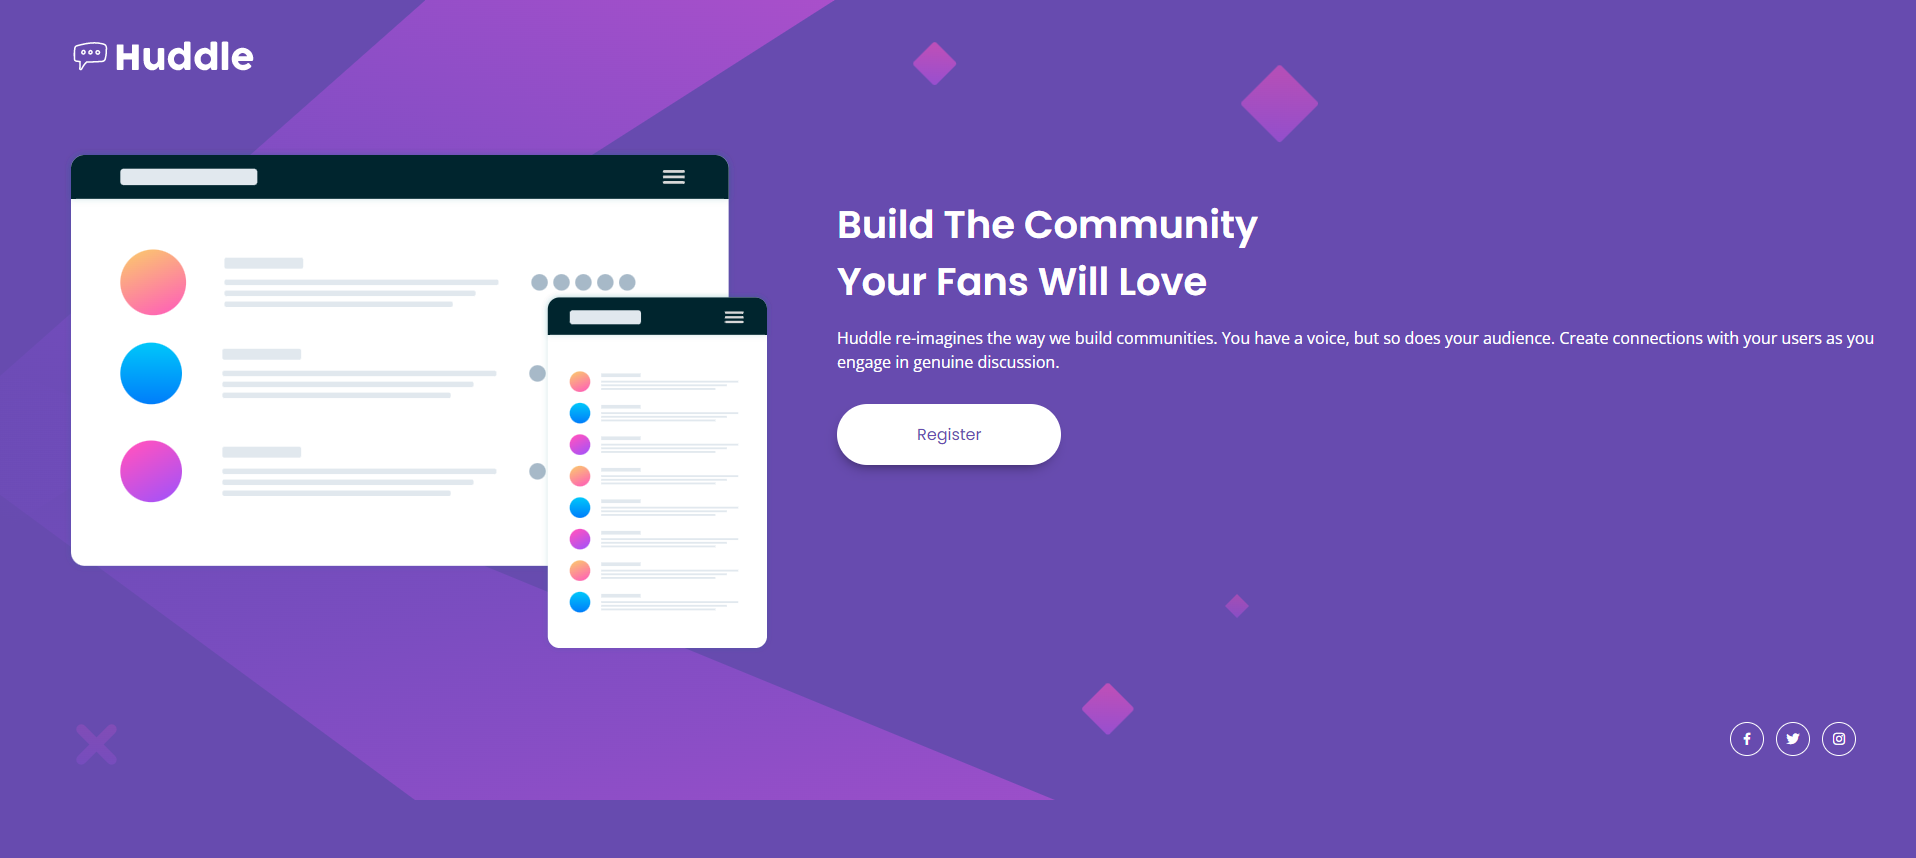 Huddle
Build The Community
Your Fans Will Love
Huddle re-imagines the way we build communities. You have a voice, but so does your audience. Create connections with your users as you
engage in genuine discussion.
Register